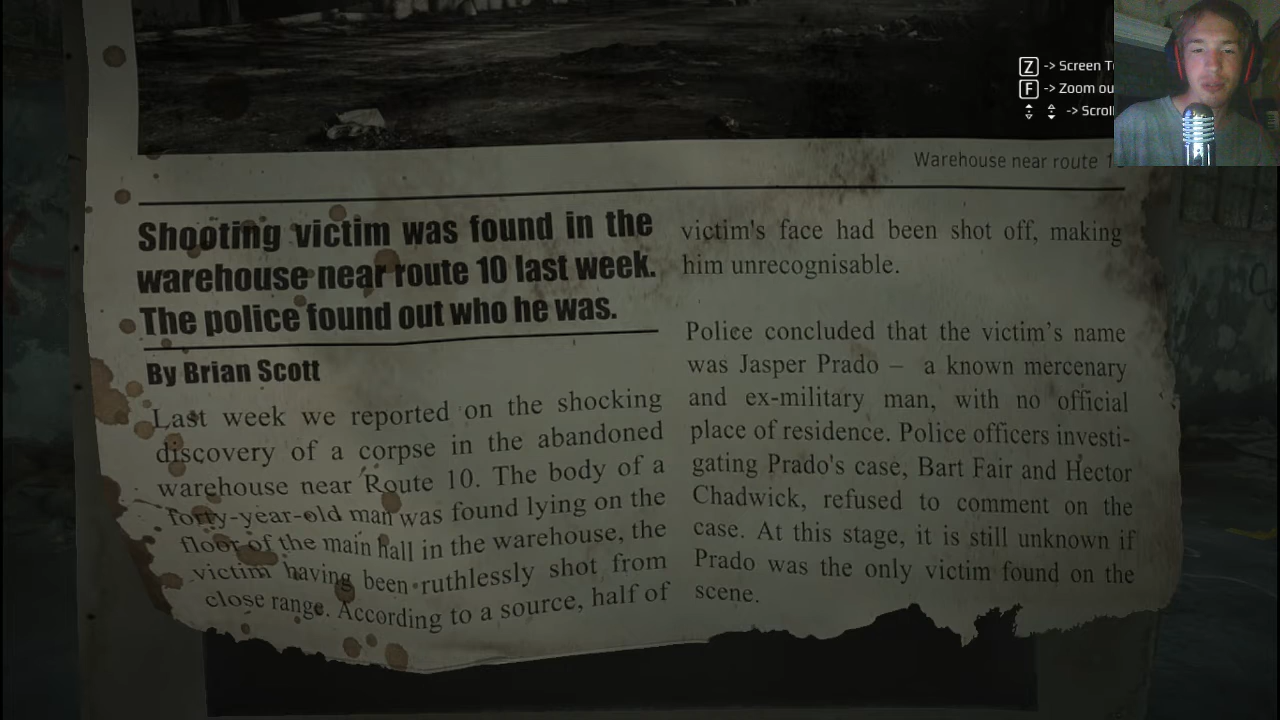 Z -> Screen T
F -> Zoom ou
-> Scroll
Warehouse near route 1
Shooting victim was found in the
warehouse near route 10 last week.
The police found out who he was.
By Brian Scott
Last week we reported on the shocking
discovery of a corpse in the abandoned
warehouse near Route 10. The body of a
forty-year-old man was found lying on the
floor of the main hall in the warehouse, the
victim having been ruthlessly shot from
close range. According to a source, half of
victim's face had been shot off, making
him unrecognisable.
Police concluded that the victim's name
was Jasper Prado – a known mercenary
and ex-military man, with no official
place of residence. Police officers investi-
gating Prado's case, Bart Fair and Hector
Chadwick, refused to comment on the
case. At this stage, it is still unknown if
Prado was the only victim found on the
scene.